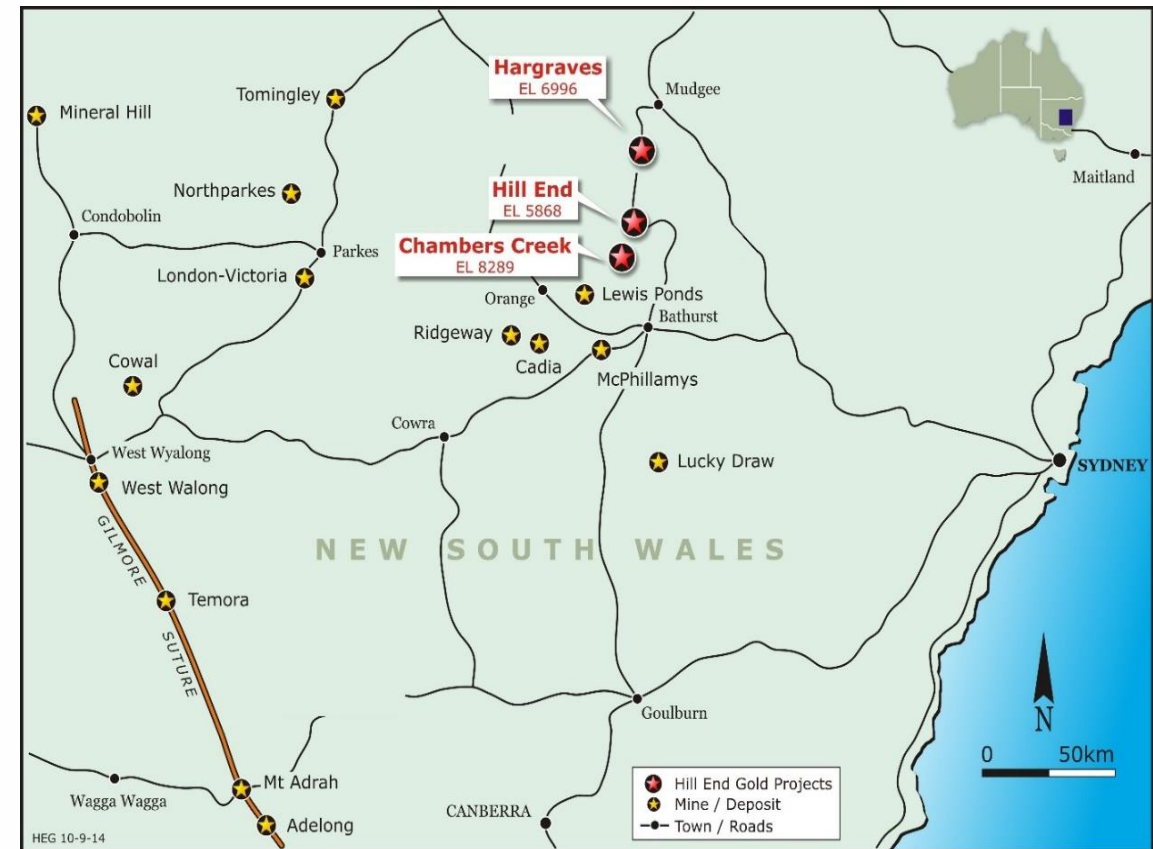 Hargraves
EL 6996
Mudgee
Tomingley
Mineral Hill
Maitland
Northparkes
Hill End
EL 5868
Condobolin
Parkes
Chambers Creek
EL 8289
London-Victoria
Orange
Lewis Ponds
Bathurst
Ridgeway
Cadia
McPhillamys
Cowal
Cowra
West Wyalong
Lucky Draw
SYDNEY
West Walong
GILMORE
SUTURE
NEW SOUTH WALES
Temora
Goulburn
N
0 50km
Mt Adrah
Wagga Wagga
Adelong
CANBERRA
Hill End Gold Projects
Mine / Deposit
Town / Roads
HEG 10-9-14